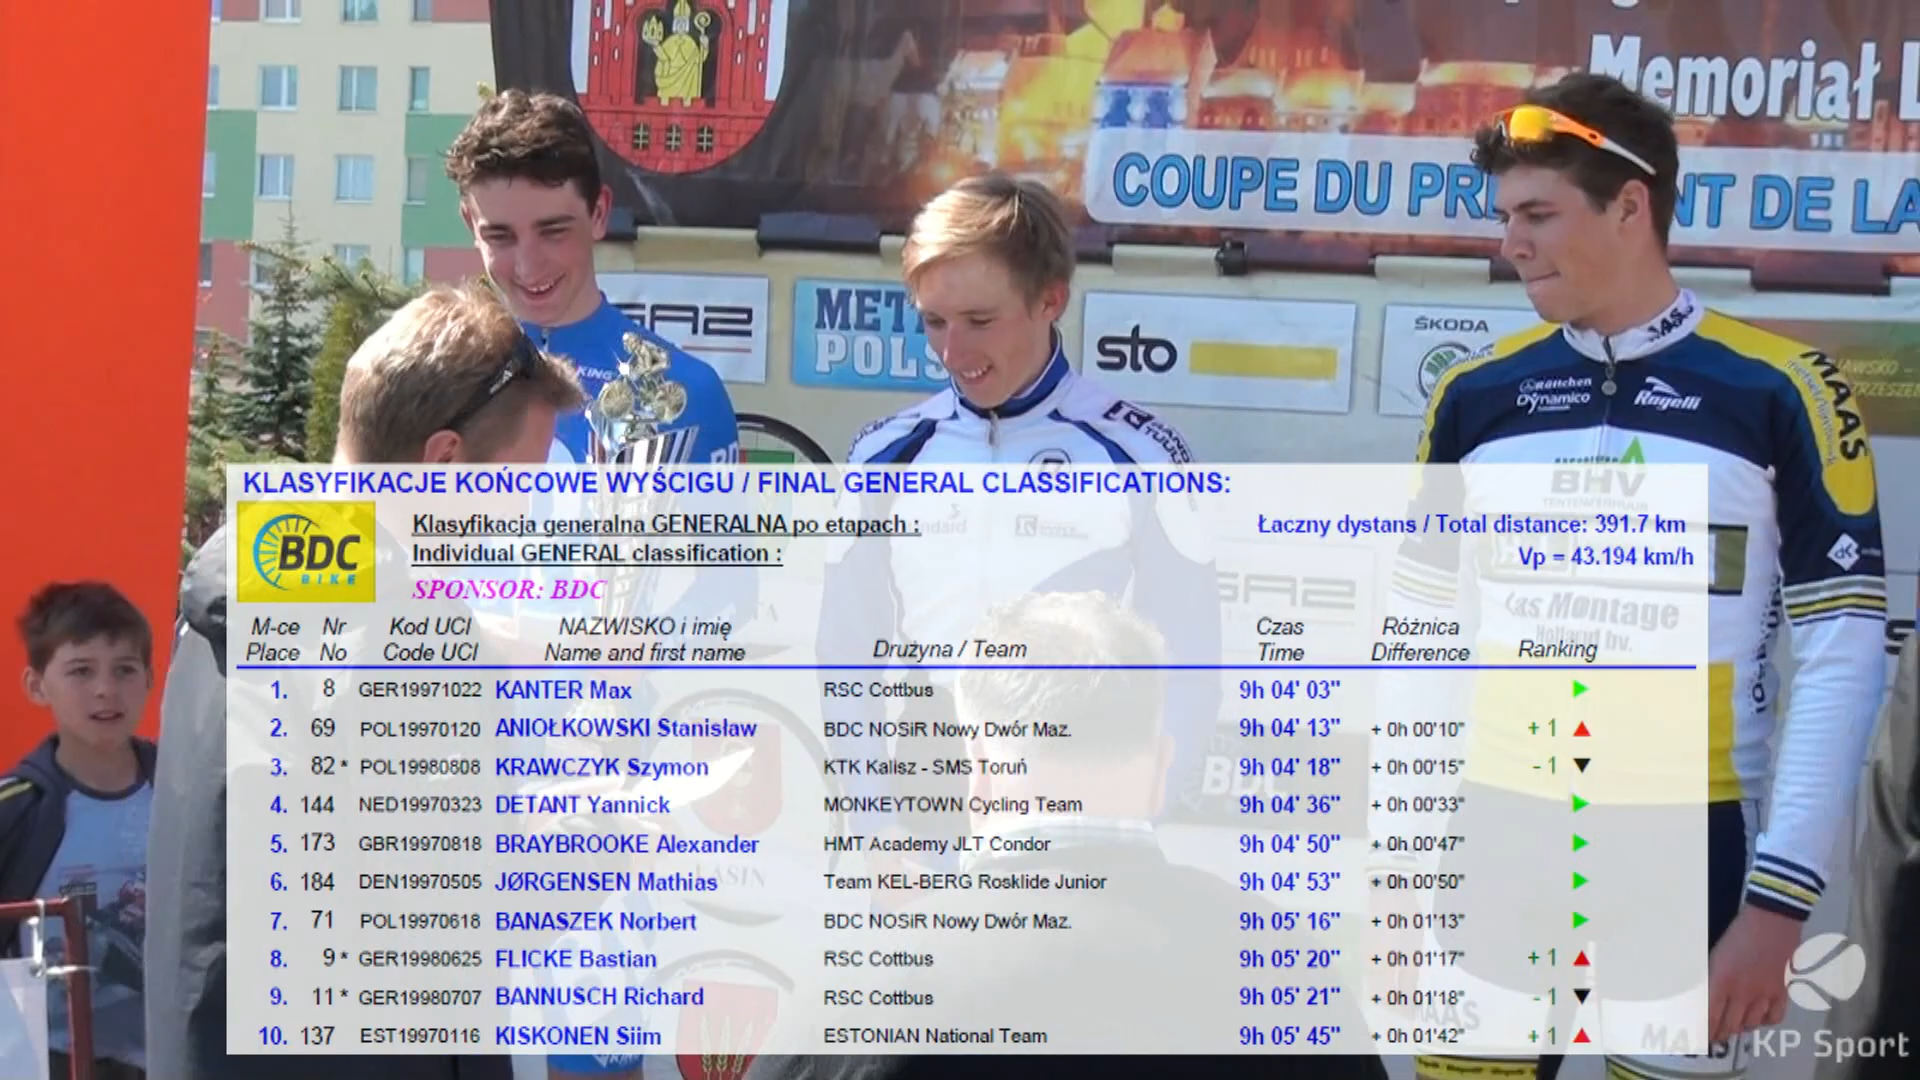 Memoriał L
COUPE DU PR
NT DE LA
METR
POLS
sto
ŠKODA
MAAS
Dynamico
Rogelli
BHV
KLASYFIKACJE KOŃCOWE WYŚCIGU / FINAL GENERAL CLASSIFICATIONS:
BDC
BIKE
Klasyfikacja generalna GENERALNA po etapach :
Individual GENERAL classification :
SPONSOR: BDC
Łaczny dystans / Total distance: 391.7 km
Vp = 43.194 km/h
M-ce Nr Kod UCI NAZWISKO i imię Drużyna / Team Czas Różnica Ranking
Place No Code UCI Name and first name Time Difference
1. 8 GER19971022 KANTER Max RSC Cottbus 9h 04' 03"
2. 69 POL19970120 ANIOŁKOWSKI Stanisław BDC NOSiR Nowy Dwór Maz. 9h 04' 13" + 0h 00'10" + 1
3. 82 * POL19980808 KRAWCZYK Szymon KTK Kalisz - SMS Toruń 9h 04' 18" + 0h 00'15" - 1
4. 144 NED19970323 DETANT Yannick MONKEYTOWN Cycling Team 9h 04' 36" + 0h 00'33"
5. 173 GBR19970818 BRAYBROOKE Alexander HMT Academy JLT Condor 9h 04' 50" + 0h 00'47"
6. 184 DEN19970505 JØRGENSEN Mathias Team KEL-BERG Rosklide Junior 9h 04' 53" + 0h 00'50"
7. 71 POL19970618 BANASZEK Norbert BDC NOSiR Nowy Dwór Maz. 9h 05' 16" + 0h 01'13"
8. 9 * GER19980625 FLICKE Bastian RSC Cottbus 9h 05' 20" + 0h 01'17" + 1
9. 11 * GER19980707 BANNUSCH Richard RSC Cottbus 9h 05' 21" + 0h 01'18" - 1
10. 137 EST19970116 KISKONEN Siim ESTONIAN National Team 9h 05' 45" + 0h 01'42" + 1
Montage
KP Sport